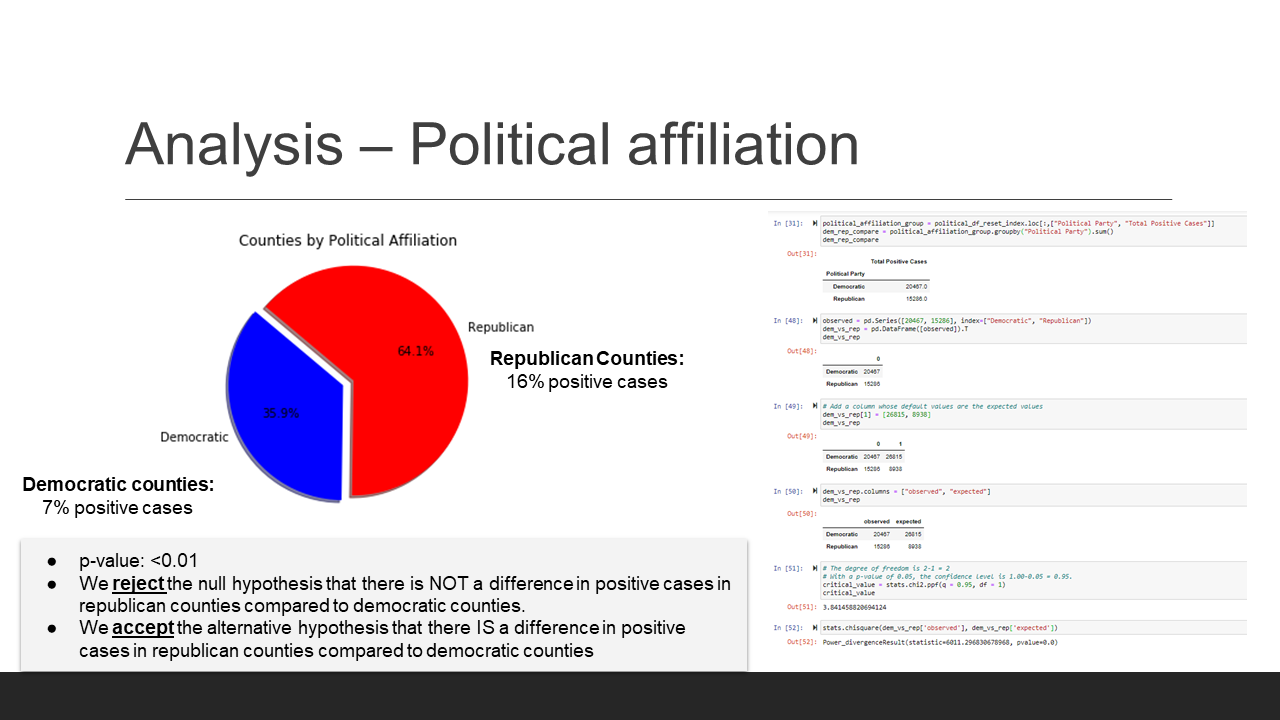 Analysis – Political affiliation
Counties by Political Affiliation
Republican
64.1%
35.9%
Democratic
Republican Counties:
16% positive cases
Democratic counties:
7% positive cases
● p-value: <0.01
● We reject the null hypothesis that there is NOT a difference in positive cases in
republican counties compared to democratic counties.
● We accept the alternative hypothesis that there IS a difference in positive
cases in republican counties compared to democratic counties
In [31]: political_affiliation_group = political_df_reset_index.loc[:,["Political Party", "Total Positive Cases"]]
dem_rep_compare = political_affiliation_group.groupby("Political Party").sum()
dem_rep_compare
Out[31]:
Total Positive Cases
Political Party
Democratic 20467.0
Republican 15286.0
In [48]: observed = pd.Series([20467, 15286], index=["Democratic", "Republican"])
dem_vs_rep = pd.DataFrame([observed]).T
dem_vs_rep
Out[48]:
0
Democratic 20467
Republican 15286
In [49]: # Add a column whose default values are the expected values
dem_vs_rep[1] = [26815, 8938]
dem_vs_rep
Out[49]:
0 1
Democratic 20467 26815
Republican 15286 8938
In [50]: dem_vs_rep.columns = ["observed", "expected"]
dem_vs_rep
Out[50]:
observed expected
Democratic 20467 26815
Republican 15286 8938
In [51]: # The degree of freedom is 2-1 = 2
# With a p-value of 0.05, the confidence level is 1.00-0.05 = 0.95.
critical_value = stats.chi2.ppf(q = 0.95, df = 1)
critical_value
Out[51]: 3.841458820694124
In [52]: stats.chisquare(dem_vs_rep['observed'], dem_vs_rep['expected'])
Out[52]: Power_divergenceResult(statistic=6011.296830678968, pvalue=0.0)